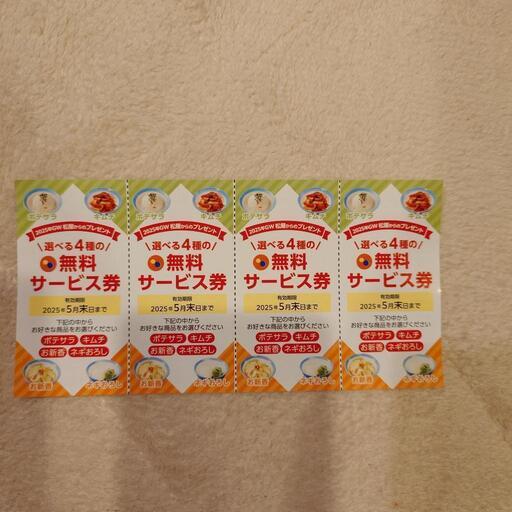 ポテサラ キムチ
2025年GW 松屋からのプレゼント
選べる4種の
無料
サービス券
有効期限
2025年5月末日まで
下記の中から
お好きな商品をお選びください
ポテサラ キムチ
お新香 ネギおろし
お新香 ネギおろし
ポテサラ キムチ
2025年GW 松屋からのプレゼント
選べる4種の
無料
サービス券
有効期限
2025年5月末日まで
下記の中から
お好きな商品をお選びください
ポテサラ キムチ
お新香 ネギおろし
お新香 ネギおろし
ポテサラ キムチ
2025年GW 松屋からのプレゼント
選べる4種の
無料
サービス券
有効期限
2025年5月末日まで
下記の中から
お好きな商品をお選びください
ポテサラ キムチ
お新香 ネギおろし
お新香 ネギおろし
ポテサラ キムチ
2025年GW 松屋からのプレゼント
選べる4種の
無料
サービス券
有効期限
2025年5月末日まで
下記の中から
お好きな商品をお選びください
ポテサラ キムチ
お新香 ネギおろし
お新香 ネギおろし